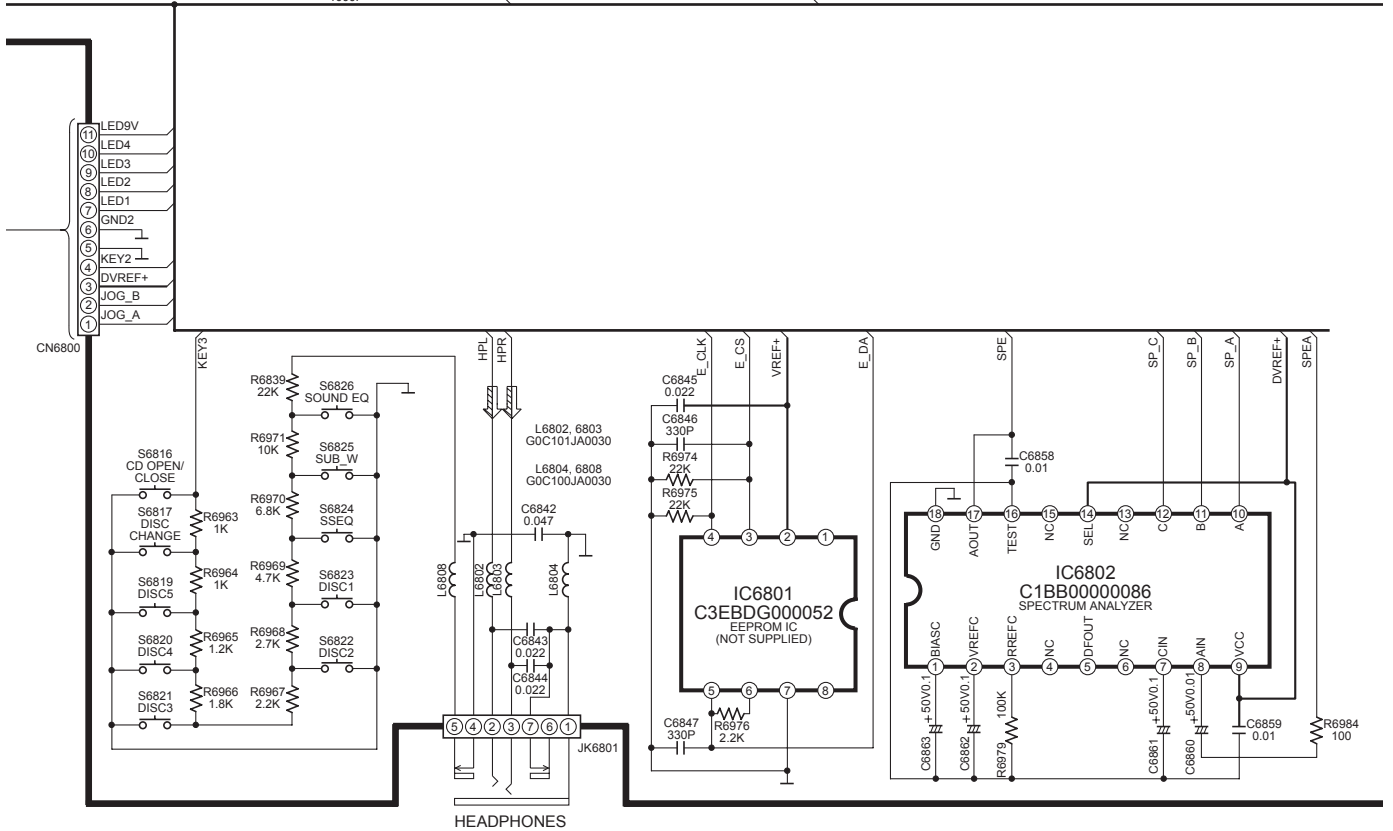 11 LED9V
10 LED4
9 LED3
8 LED2
7 LED1
6 GND2
5
4 KEY2
3 DVREF+
2 JOG_B
1 JOG_A
CN6800
KEY3
HPL
HPR
E_CLK
E_CS
VREF+
E_DA
SPE
SP_C
SP_B
SP_A
DVREF+
SPEA
R6839
22K
S6826
SOUND EQ
R6971
10K
S6825
SUB_W
R6970
6.8K
S6824
SSEQ
R6969
4.7K
S6823
DISC1
R6968
2.7K
S6822
DISC2
R6967
2.2K
S6816
CD OPEN/
CLOSE
S6817
DISC
CHANGE
R6963
1K
S6819
DISC5
R6964
1K
S6820
DISC4
R6965
1.2K
S6821
DISC3
R6966
1.8K
L6802, 6803
G0C101JA0030
L6804, 6808
G0C100JA0030
C6842
0.047
L6808
L6802
L6803
L6804
C6843
0.022
C6844
0.022
5 4 2 3 7 6 1
JK6801
HEADPHONES
C6845
0.022
C6846
330P
R6974
22K
R6975
22K
4 3 2 1
IC6801
C3EBDG000052
EEPROM IC
(NOT SUPPLIED)
5 6 7 8
C6847
330P
R6976
2.2K
C6858
0.01
18 17 16 15 14 13 12 11 10
GND
AOUT
TEST
NC
SEL
NC
C
B
A
IC6802
C1BB00000086
SPECTRUM ANALYZER
BIASC
VREFC
RREFC
NC
DFOUT
NC
CIN
AIN
VCC
1 2 3 4 5 6 7 8 9
C6863 +50V0.1
C6862 +50V0.1
R6979 100K
C6861 +50V0.1
C6860 +50V0.01
C6859
0.01
R6984
100